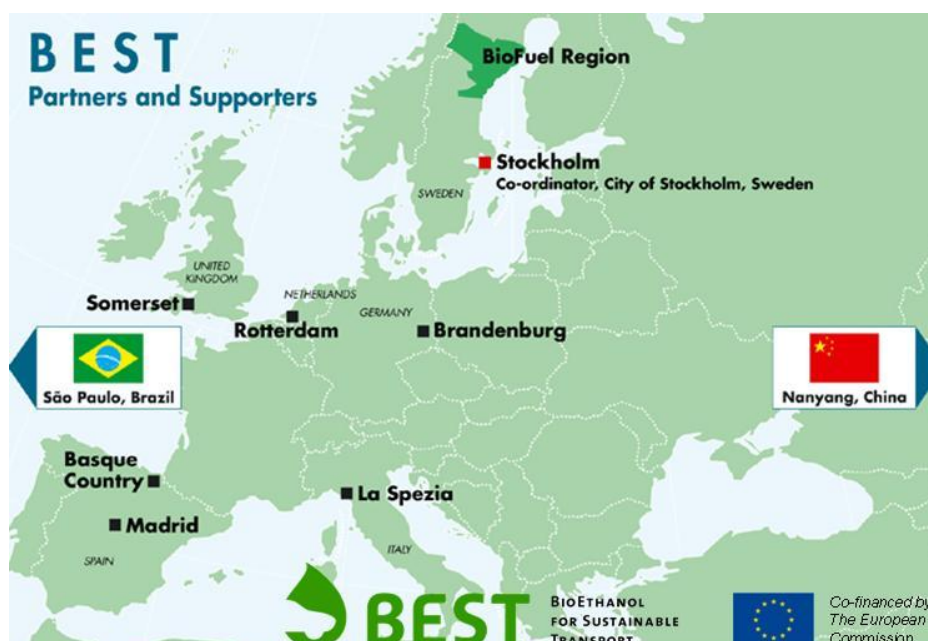 BEST
Partners and Supporters
BioFuel Region
Stockholm
Co-ordinator, City of Stockholm, Sweden
SWEDEN
UNITED
KINGDOM
Somerset
NETHERLANDS
Rotterdam
GERMANY
Brandenburg
São Paulo, Brazil
Nanyang, China
Basque
Country
La Spezia
Madrid
SPAIN
ITALY
BEST
BIOETHANOL
FOR SUSTAINABLE
TRANSPORT
Co-financed by
The European
Commission